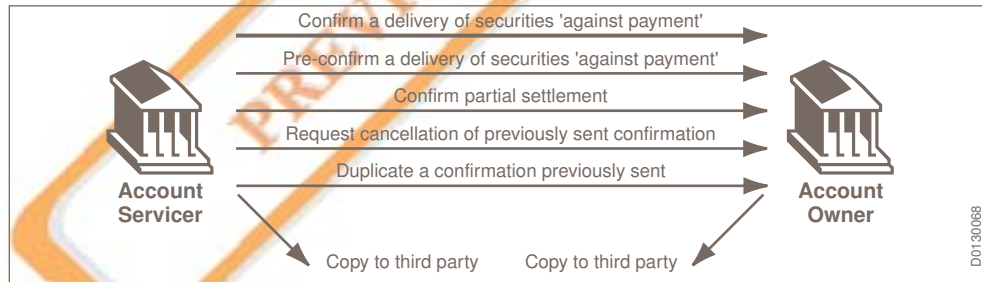 Confirm a delivery of securities 'against payment'
Pre-confirm a delivery of securities 'against payment'
Confirm partial settlement
Request cancellation of previously sent confirmation
Duplicate a confirmation previously sent
Account
Servicer
Account
Owner
Copy to third party
Copy to third party
D0130068